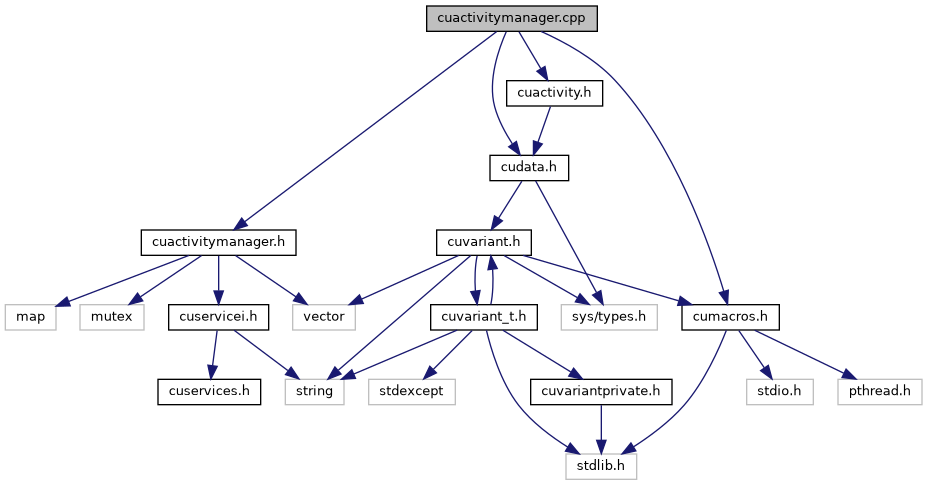 cuactivitymanager.cpp
cuactivity.h
cudata.h
cuactivitymanager.h
cuvariant.h
map
mutex
cuservicei.h
vector
cuvariant_t.h
sys/types.h
cumacros.h
cuservices.h
string
stdexcept
cuvariantprivate.h
stdio.h
pthread.h
stdlib.h